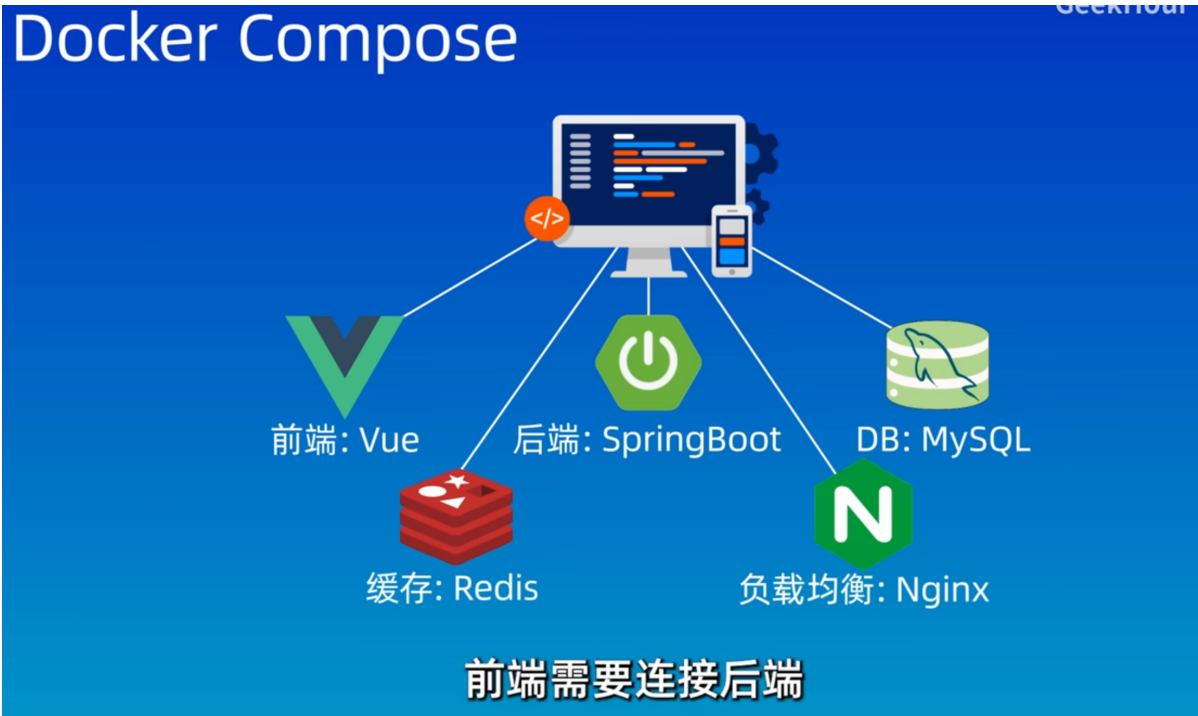 GeekHour
Docker Compose
</>
前端: Vue
后端: SpringBoot
DB: MySQL
缓存: Redis
N
负载均衡: Nginx
前端需要连接后端